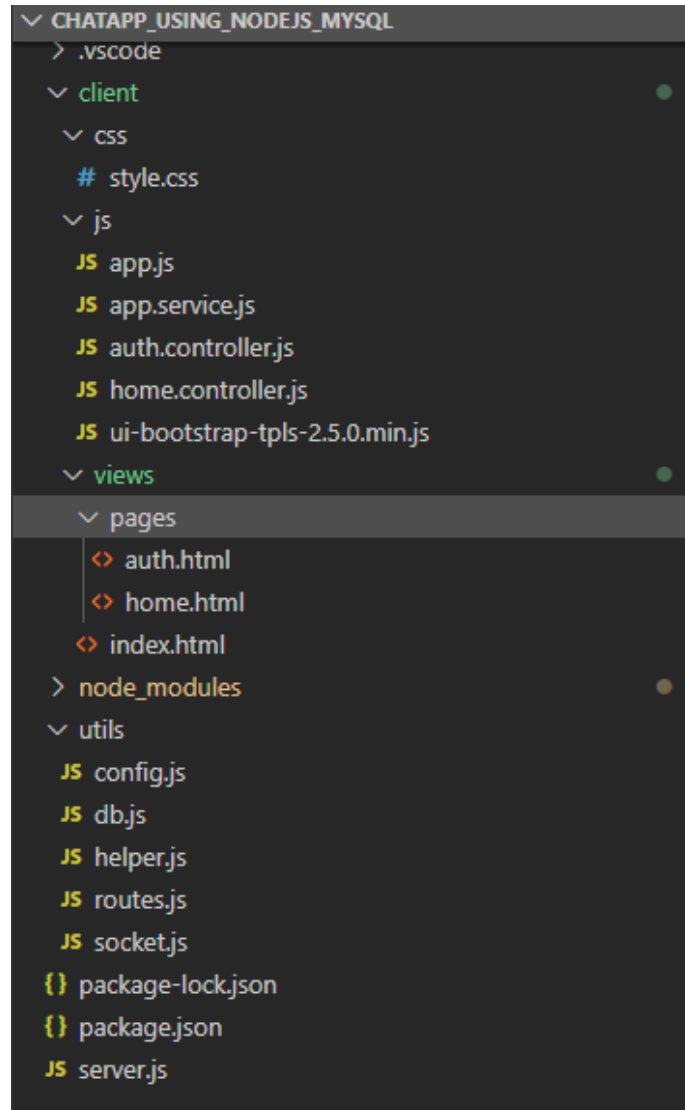 CHATAPP_USING_NODEJS_MYSQL
.vscode
client
css
# style.css
js
JS app.js
JS app.service.js
JS auth.controller.js
JS home.controller.js
JS ui-bootstrap-tpls-2.5.0.min.js
views
pages
<> auth.html
<> home.html
<> index.html
node_modules
utils
JS config.js
JS db.js
JS helper.js
JS routes.js
JS socket.js
{} package-lock.json
{} package.json
JS server.js